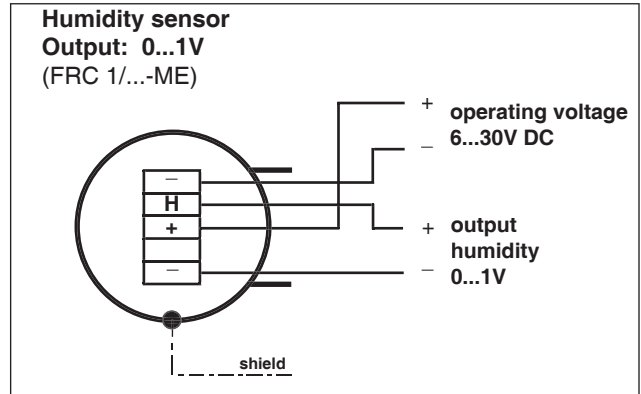 Humidity sensor
Output: 0...1V
(FRC 1/...-ME)
+ operating voltage
− 6...30V DC
−
H
+
−
+ output
humidity
− 0...1V
shield